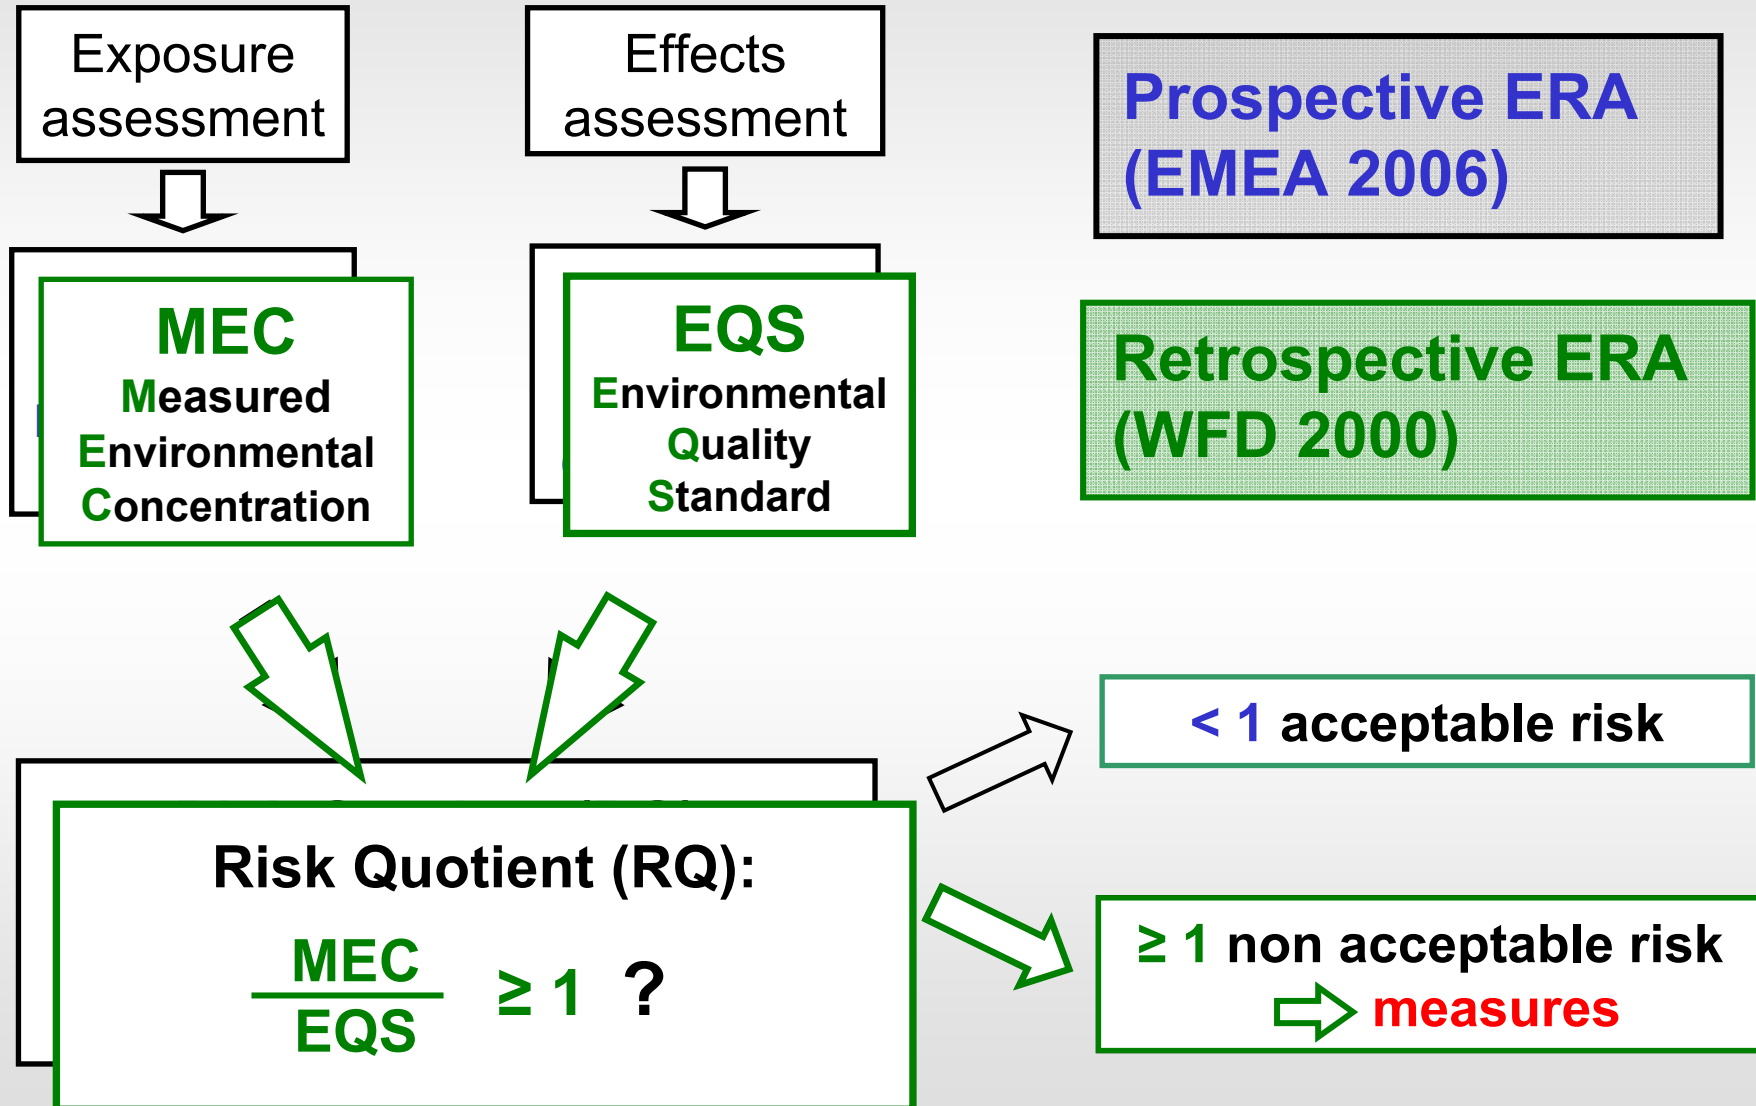 Exposure
assessment
Effects
assessment
Prospective ERA
(EMEA 2006)
MEC
Measured
Environmental
Concentration
EQS
Environmental
Quality
Standard
Retrospective ERA
(WFD 2000)
< 1 acceptable risk
Risk Quotient (RQ):
MEC
EQS
≥ 1 ?
≥ 1 non acceptable risk
measures